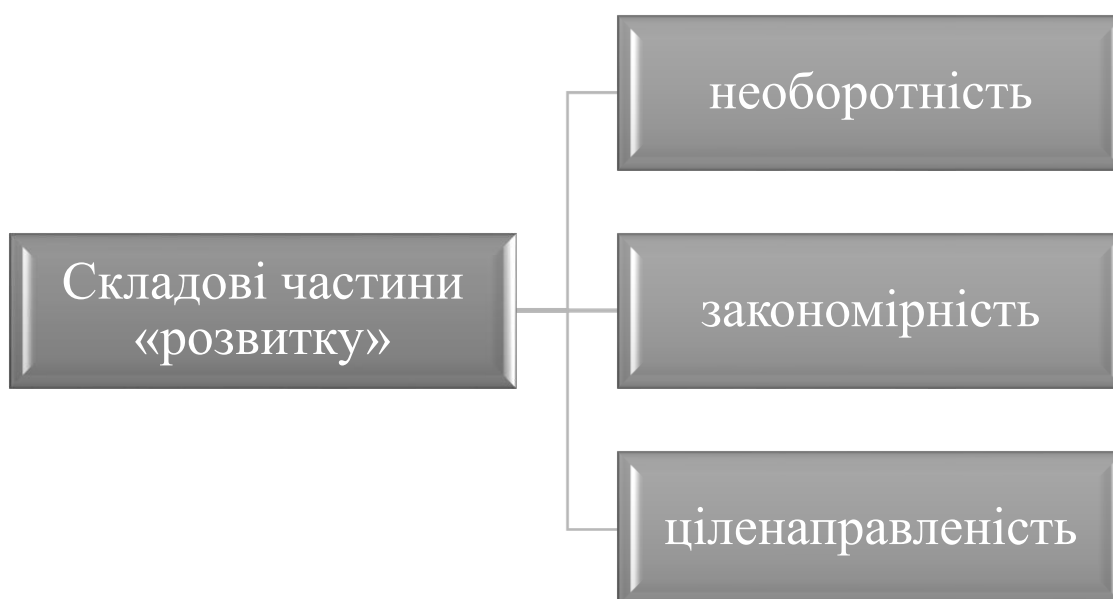 Складові частини
«розвитку»
необоротність
закономірність
ціленаправленість